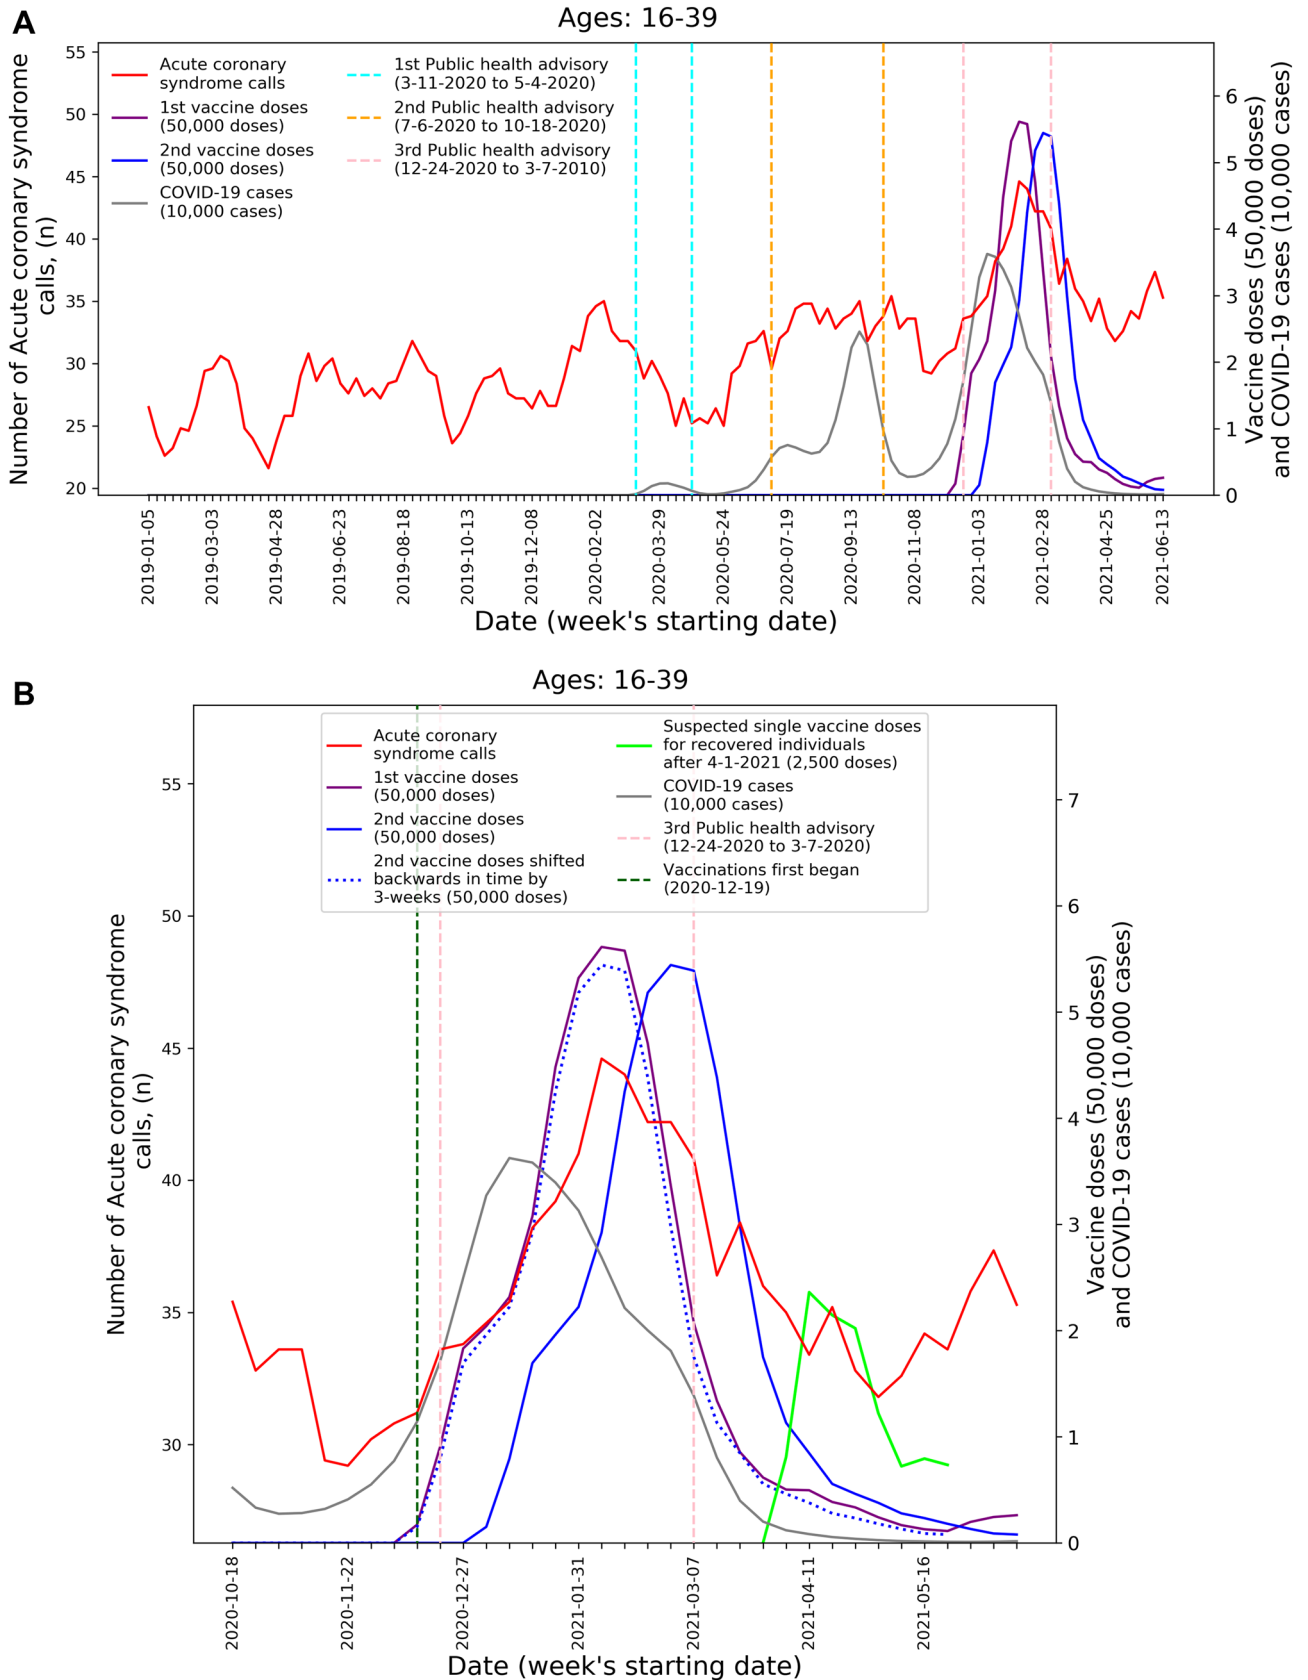 A
Ages: 16-39
Number of Acute coronary syndrome
calls, (n)
55
50
45
40
35
30
25
20
Acute coronary
syndrome calls
1st vaccine doses
(50,000 doses)
2nd vaccine doses
(50,000 doses)
COVID-19 cases
(10,000 cases)
1st Public health advisory
(3-11-2020 to 5-4-2020)
2nd Public health advisory
(7-6-2020 to 10-18-2020)
3rd Public health advisory
(12-24-2020 to 3-7-2010)
6
5
4
3
2
1
0
Vaccine doses (50,000 doses)
and COVID-19 cases (10,000 cases)
2019-01-05
2019-03-03
2019-04-28
2019-06-23
2019-08-18
2019-10-13
2019-12-08
2020-02-02
2020-03-29
2020-05-24
2020-07-19
2020-09-13
2020-11-08
2021-01-03
2021-02-28
2021-04-25
2021-06-13
Date (week's starting date)
B
Ages: 16-39
Number of Acute coronary syndrome
calls, (n)
55
50
45
40
35
30
Acute coronary
syndrome calls
1st vaccine doses
(50,000 doses)
2nd vaccine doses
(50,000 doses)
2nd vaccine doses shifted
backwards in time by
3-weeks (50,000 doses)
Suspected single vaccine doses
for recovered individuals
after 4-1-2021 (2,500 doses)
COVID-19 cases
(10,000 cases)
3rd Public health advisory
(12-24-2020 to 3-7-2020)
Vaccinations first began
(2020-12-19)
7
6
5
4
3
2
1
0
Vaccine doses (50,000 doses)
and COVID-19 cases (10,000 cases)
2020-10-18
2020-11-22
2020-12-27
2021-01-31
2021-03-07
2021-04-11
2021-05-16
Date (week's starting date)